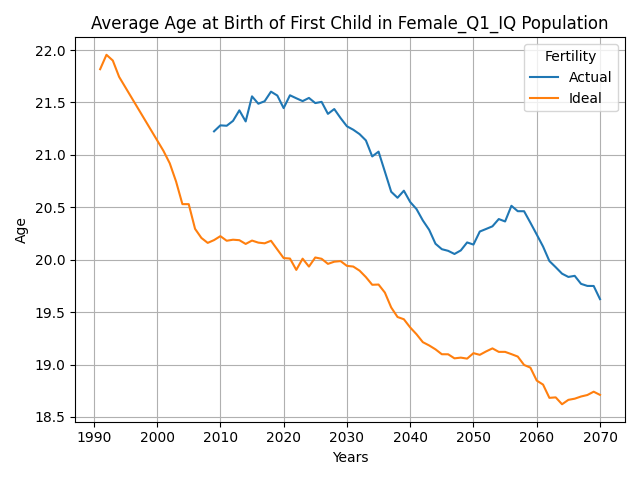 Average Age at Birth of First Child in Female_Q1_IQ Population
Fertility
Actual
Ideal
22.0
21.5
21.0
20.5
20.0
19.5
19.0
18.5
Age
1990 2000 2010 2020 2030 2040 2050 2060 2070
Years